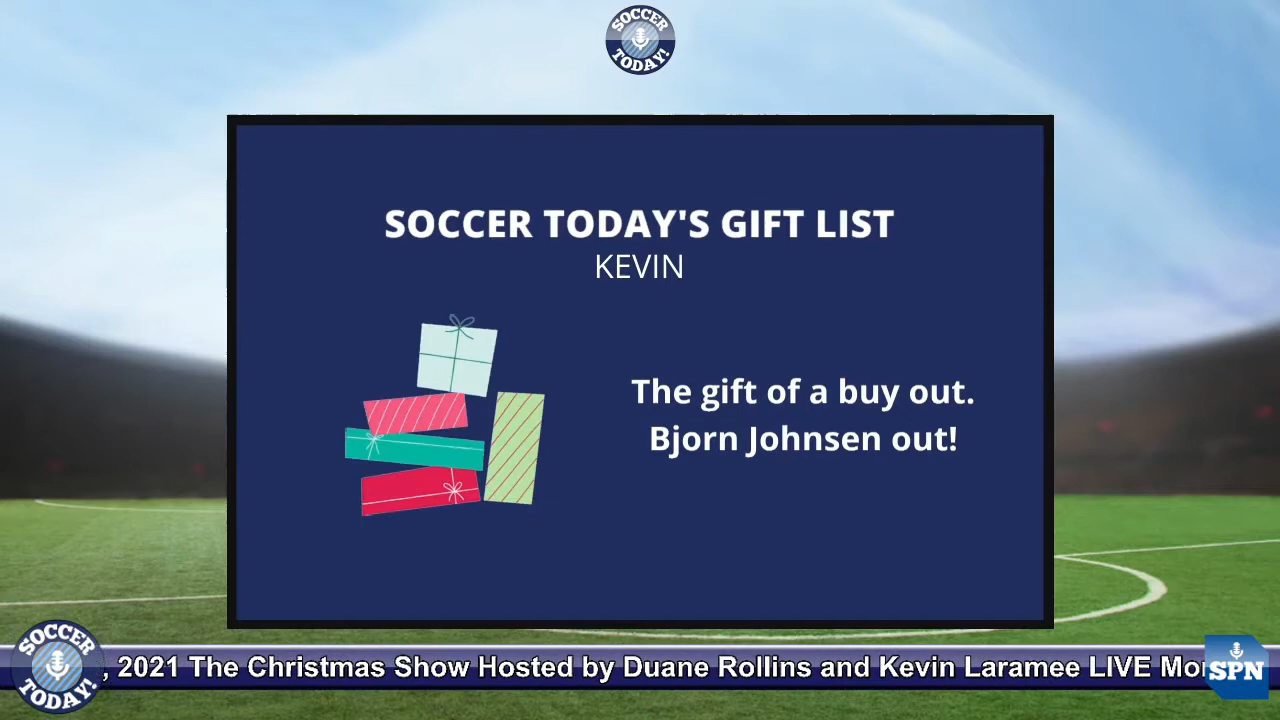 SOCCER
TODAY!
SOCCER TODAY'S GIFT LIST
KEVIN
The gift of a buy out.
Bjorn Johnsen out!
SOCCER
TODAY!
, 2021 The Christmas Show Hosted by Duane Rollins and Kevin Laramee LIVE Mo
SPN